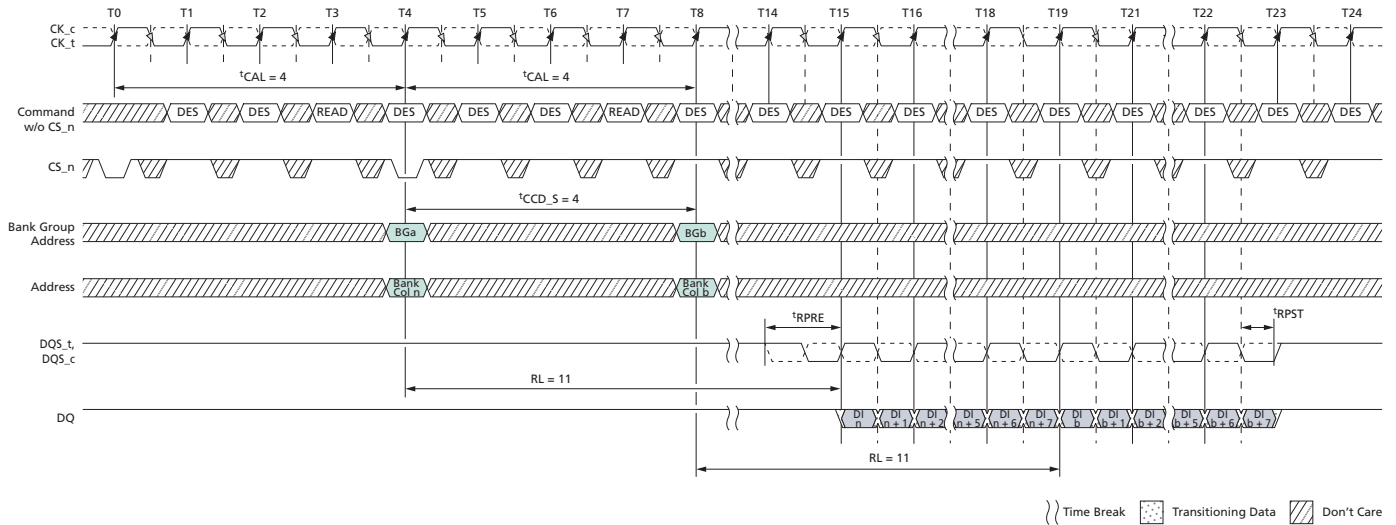 T0 T1 T2 T3 T4 T5 T6 T7 T8 T14 T15 T16 T18 T19 T21 T22 T23 T24
CK_c
CK_t
tCAL = 4 tCAL = 4
Command
w/o CS_n
DES DES READ DES DES DES READ DES DES DES DES DES DES DES DES DES DES
CS_n
tCCD_S = 4
Bank Group
Address
BGa BGb
Address
Bank
Col n
Bank
Col b
tRPRE tRPST
DQS_t,
DQS_c
RL = 11
DQ
DI
n
DI
n + 1
DI
n + 2
DI
n + 5
DI
n + 6
DI
n + 7
DI
b
DI
b + 1
DI
b + 2
DI
b + 5
DI
b + 6
DI
b + 7
RL = 11
Time Break Transitioning Data Don't Care